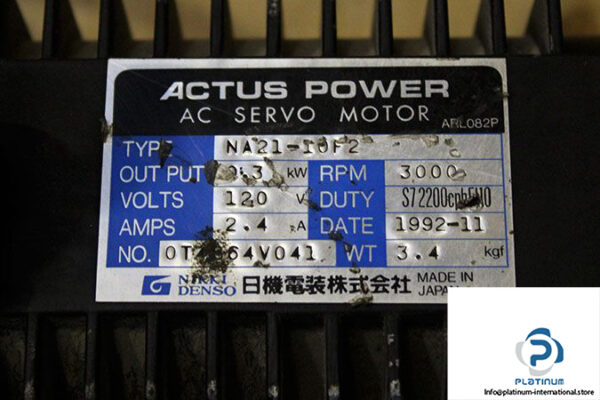 ACTUS POWER
AC SERVO MOTOR ARL082P
TYPE NA21-10F2
OUT PUT kW RPM 3000
VOLTS 120 V DUTY
AMPS 2.4 A DATE 1992-11
NO. WT 3.4 kgf
NIKKI DENSO 日機電装株式会社 MADE IN JAPAN
PLATINUM
http://platinum-international.store